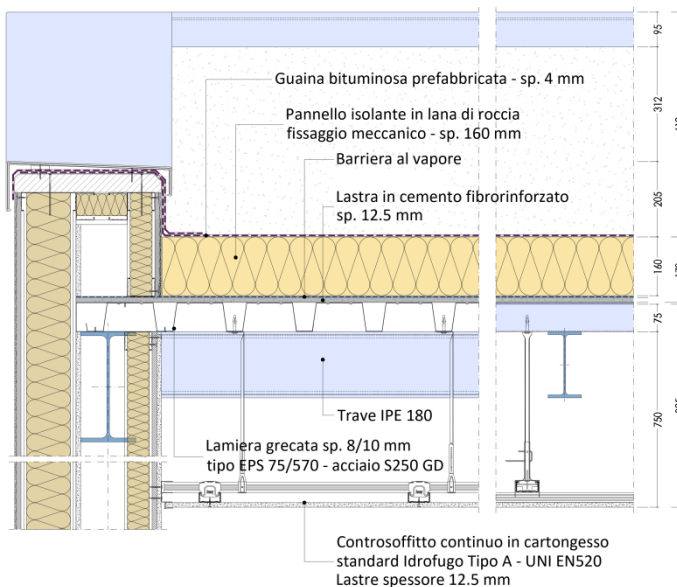 95
Guaina bituminosa prefabbricata - sp. 4 mm
312
Pannello isolante in lana di roccia
fissaggio meccanico - sp. 160 mm
Barriera al vapore
Lastra in cemento fibrorinforzato
sp. 12.5 mm
205
160
75
750
Trave IPE 180
Lamiera grecata sp. 8/10 mm
tipo EPS 75/570 - acciaio S250 GD
Controsoffitto continuo in cartongesso
standard Idrofugo Tipo A - UNI EN520
Lastre spessore 12.5 mm